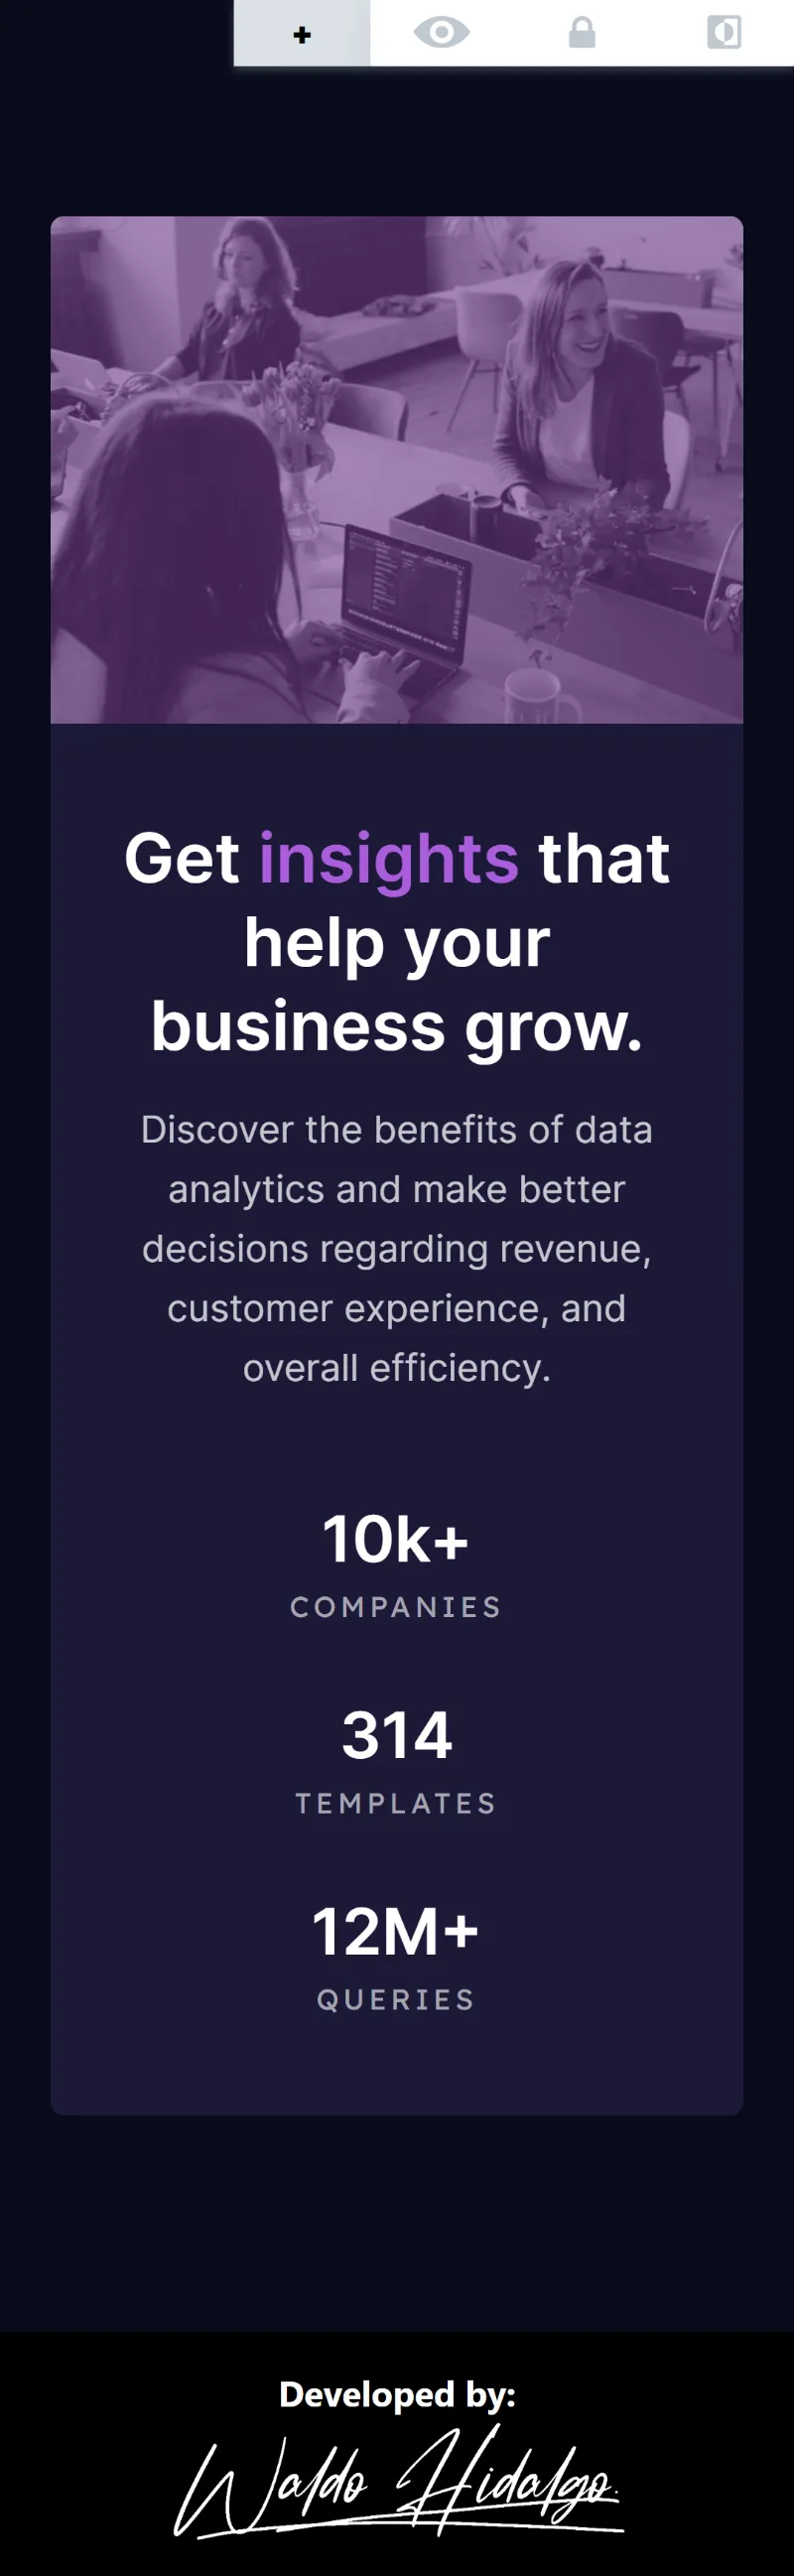 +
Get insights that
help your
business grow.
Discover the benefits of data
analytics and make better
decisions regarding revenue,
customer experience, and
overall efficiency.
10k+
COMPANIES
314
TEMPLATES
12M+
QUERIES
Developed by:
Waldo Hidalgo.